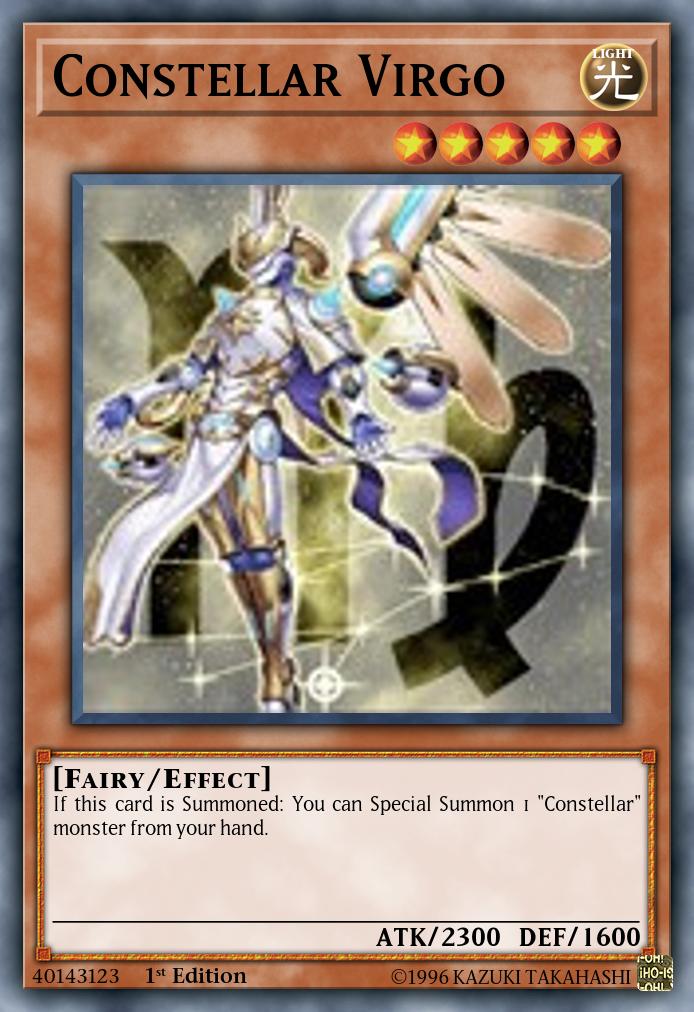 CONSTELLAR VIRGO
LIGHT
光
[FAIRY/EFFECT]
If this card is Summoned: You can Special Summon 1 "Constellar"
monster from your hand.
ATK/2300 DEF/1600
40143123 1st Edition ©1996 KAZUKI TAKAHASHI